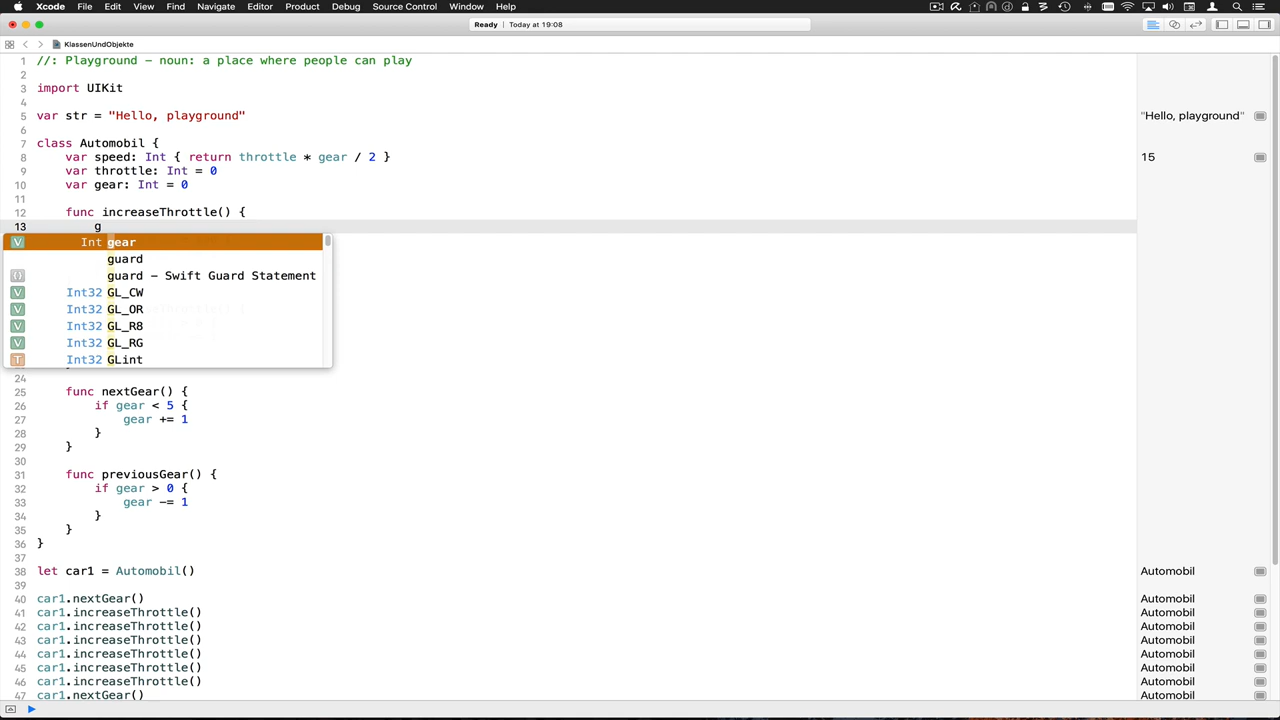 Xcode File Edit View Find Navigate Editor Product Debug Source Control Window Help
Ready Today at 19:08
KlassenUndObjekte
1 //: Playground - noun: a place where people can play
2
3 import UIKit
4
5 var str = "Hello, playground" "Hello, playground"
6
7 class Automobil {
8 var speed: Int { return throttle * gear / 2 } 15
9 var throttle: Int = 0
10 var gear: Int = 0
11
12 func increaseThrottle() {
13 g
Int gear
guard
guard - Swift Guard Statement
Int32 GL_CW
Int32 GL_OR
Int32 GL_R8
Int32 GL_RG
Int32 GLint
24
25 func nextGear() {
26 if gear < 5 {
27 gear += 1
28 }
29 }
30
31 func previousGear() {
32 if gear > 0 {
33 gear -= 1
34 }
35 }
36 }
37
38 let car1 = Automobil() Automobil
39
40 car1.nextGear() Automobil
41 car1.increaseThrottle() Automobil
42 car1.increaseThrottle() Automobil
43 car1.increaseThrottle() Automobil
44 car1.increaseThrottle() Automobil
45 car1.increaseThrottle() Automobil
46 car1.increaseThrottle() Automobil
47 car1.nextGear() Automobil